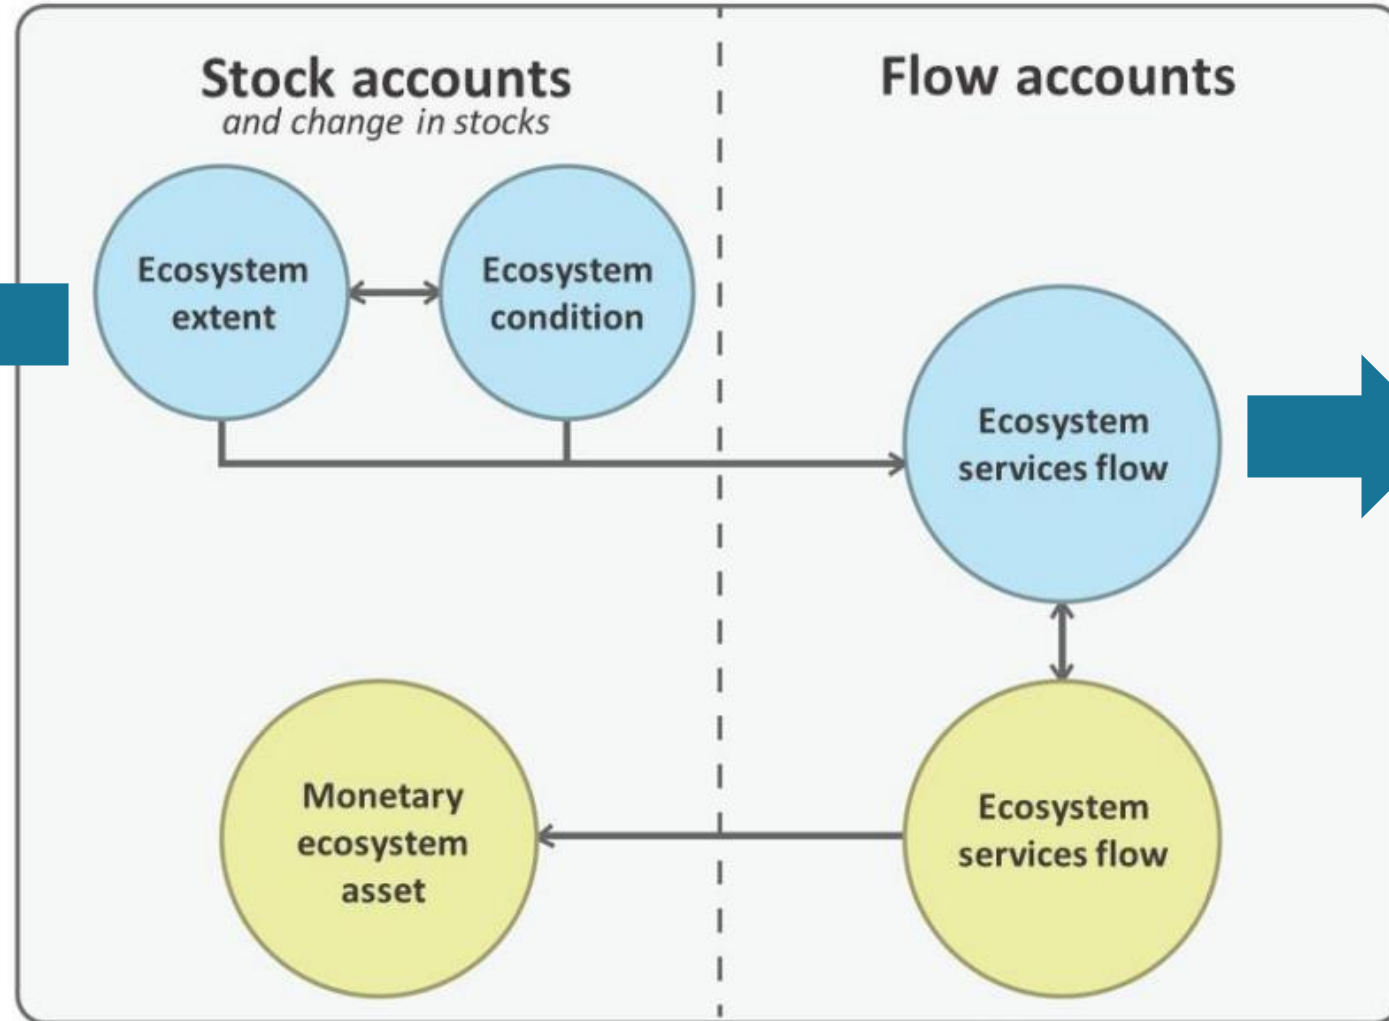 Stock accounts
and change in stocks
Flow accounts
Ecosystem
extent
Ecosystem
condition
Ecosystem
services flow
Monetary
ecosystem
asset
Ecosystem
services flow